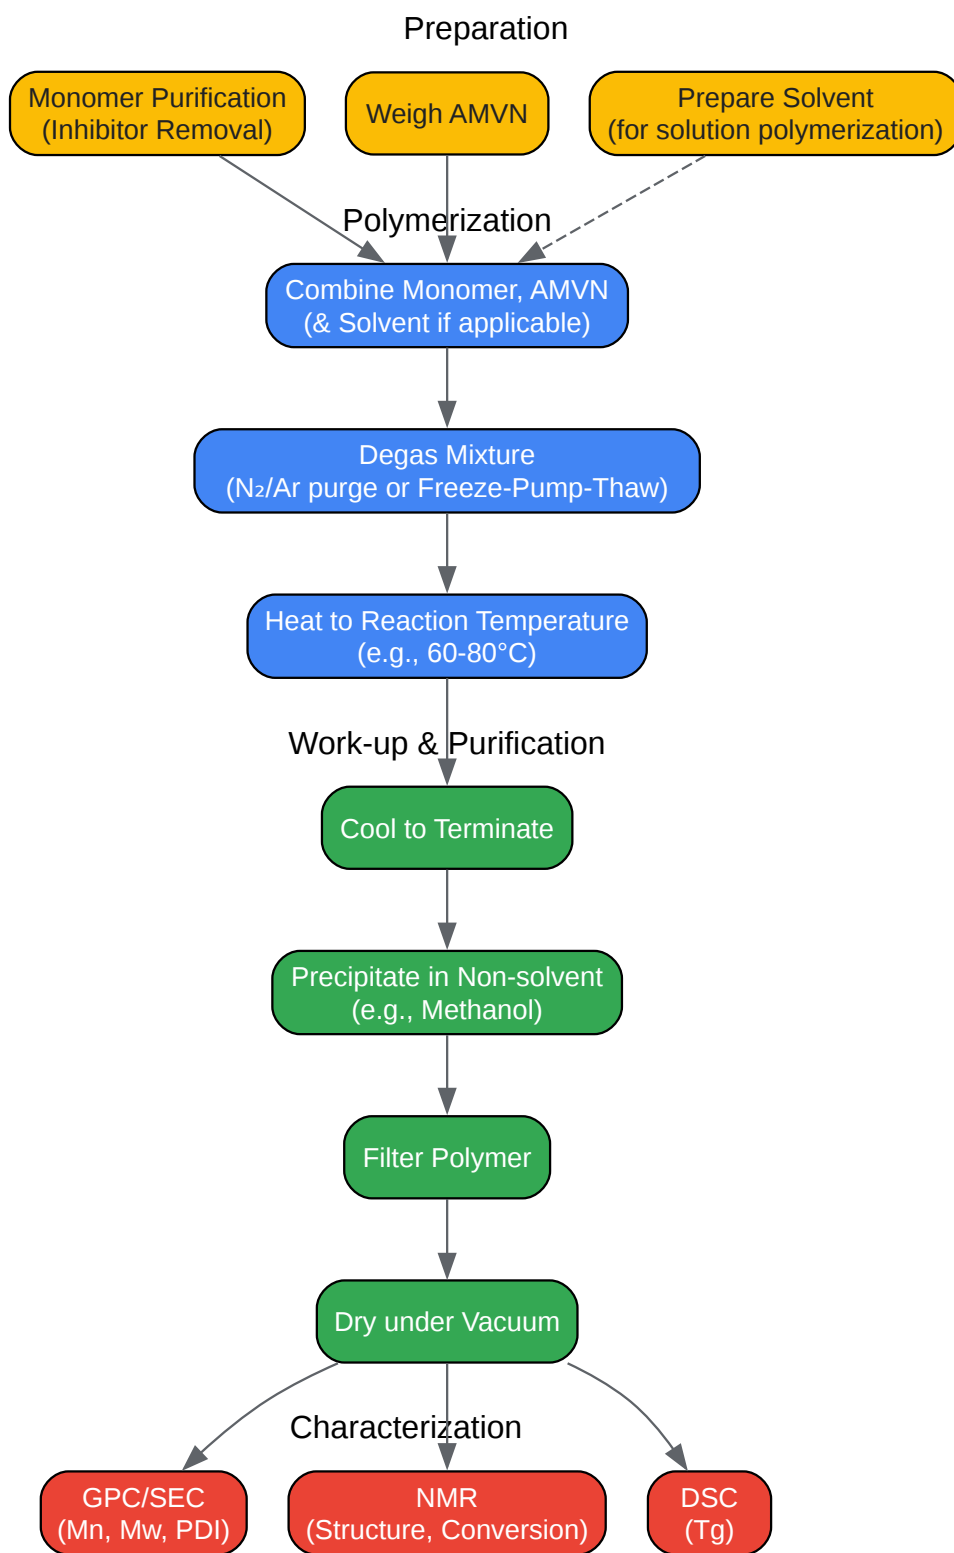 Preparation
Monomer Purification
(Inhibitor Removal)
Weigh AMVN
Prepare Solvent
(for solution polymerization)
Polymerization
Combine Monomer, AMVN
(& Solvent if applicable)
Degas Mixture
(N₂/Ar purge or Freeze-Pump-Thaw)
Heat to Reaction Temperature
(e.g., 60-80°C)
Work-up & Purification
Cool to Terminate
Precipitate in Non-solvent
(e.g., Methanol)
Filter Polymer
Dry under Vacuum
Characterization
GPC/SEC
(Mn, Mw, PDI)
NMR
(Structure, Conversion)
DSC
(Tg)